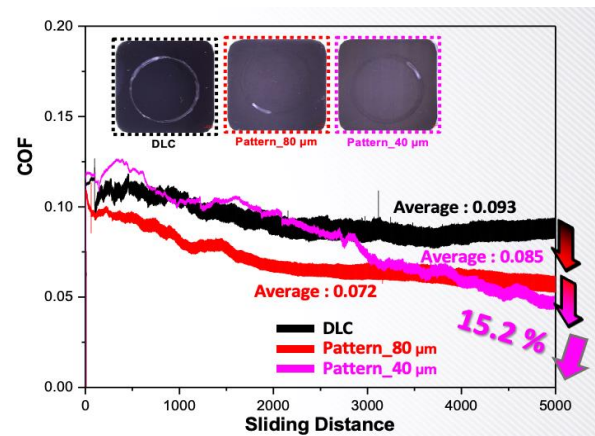 0.20
0.15
0.10
0.05
0.00
COF
DLC
Pattern_80 μm
Pattern_40 μm
Average : 0.093
Average : 0.085
Average : 0.072
15.2 %
DLC
Pattern_80 μm
Pattern_40 μm
0 1000 2000 3000 4000 5000
Sliding Distance